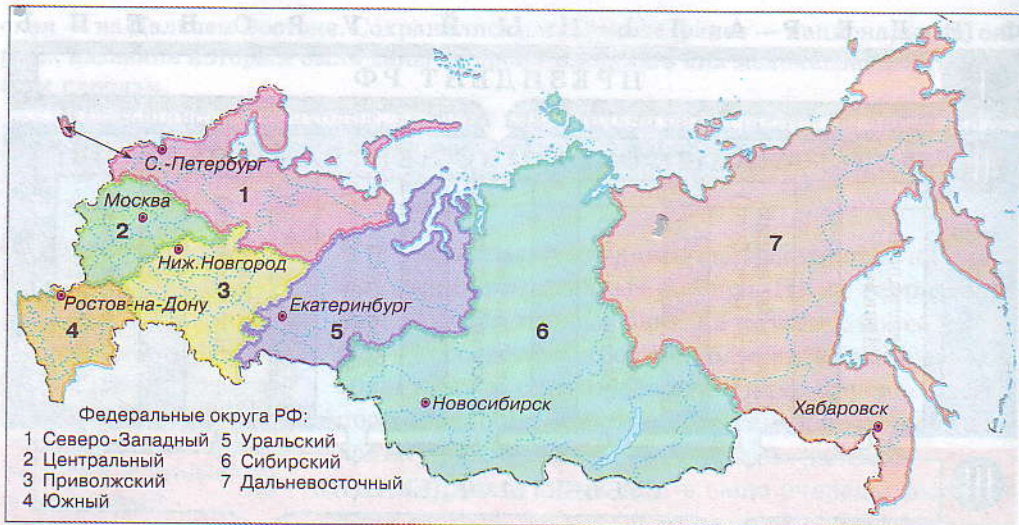 С.-Петербург
1
Москва
2
Ниж.Новгород
3
Ростов-на-Дону
4
Екатеринбург
5
6
7
Новосибирск
Хабаровск
Федеральные округа РФ:
1 Северо-Западный
2 Центральный
3 Приволжский
4 Южный
5 Уральский
6 Сибирский
7 Дальневосточный